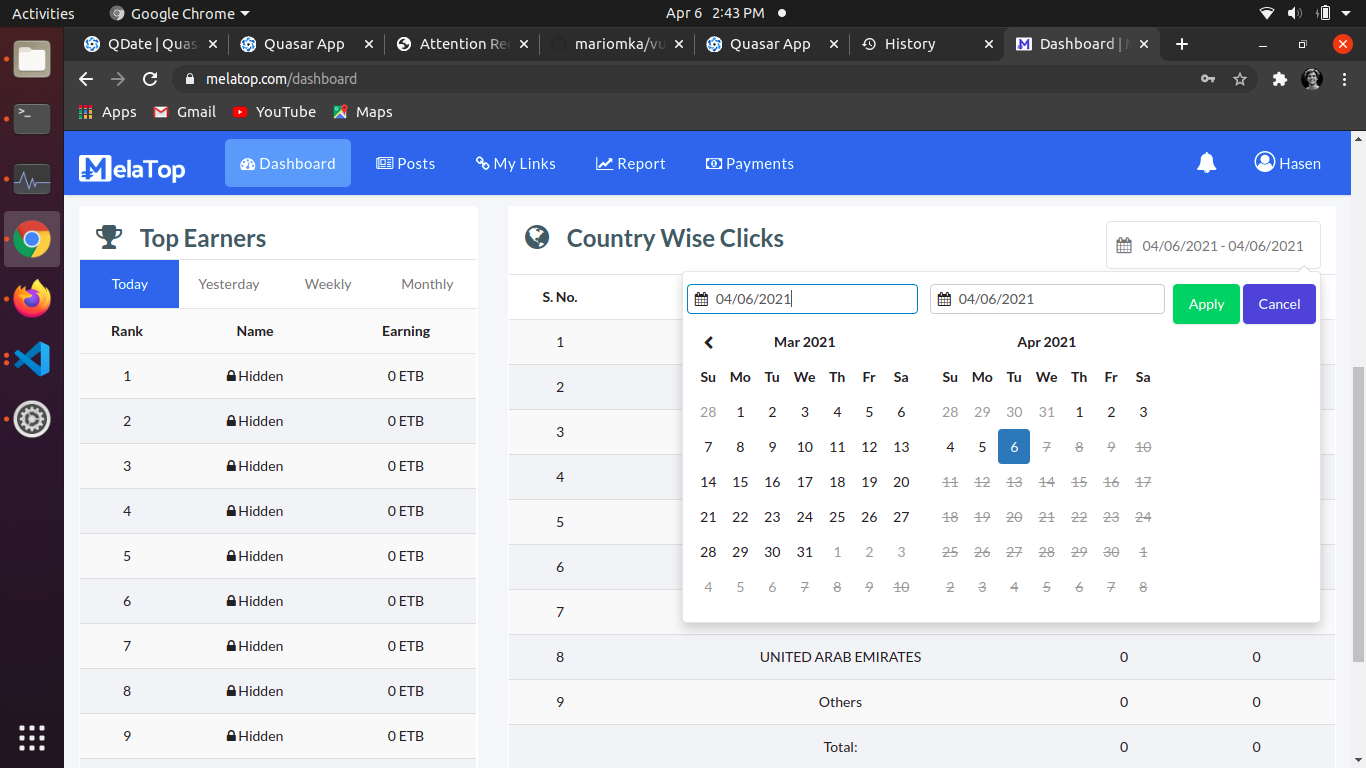 Activities Google Chrome Apr 6 2:43 PM
QDate | Quas Quasar App Attention Re mariomka/vu Quasar App History Dashboard | M
melatop.com/dashboard
Apps Gmail YouTube Maps
MelaTop Dashboard Posts My Links Report Payments Hasen
Top Earners
Today Yesterday Weekly Monthly
Rank Name Earning
1 Hidden 0 ETB
2 Hidden 0 ETB
3 Hidden 0 ETB
4 Hidden 0 ETB
5 Hidden 0 ETB
6 Hidden 0 ETB
7 Hidden 0 ETB
8 Hidden 0 ETB
9 Hidden 0 ETB
Country Wise Clicks 04/06/2021 - 04/06/2021
S. No.
1
2
3
4
5
6
7
8 UNITED ARAB EMIRATES 0 0
9 Others 0 0
Total: 0 0
04/06/2021 04/06/2021 Apply Cancel
Mar 2021
Su Mo Tu We Th Fr Sa
28 1 2 3 4 5 6
7 8 9 10 11 12 13
14 15 16 17 18 19 20
21 22 23 24 25 26 27
28 29 30 31 1 2 3
4 5 6 7 8 9 10
Apr 2021
Su Mo Tu We Th Fr Sa
28 29 30 31 1 2 3
4 5 6 7 8 9 10
11 12 13 14 15 16 17
18 19 20 21 22 23 24
25 26 27 28 29 30 1
2 3 4 5 6 7 8